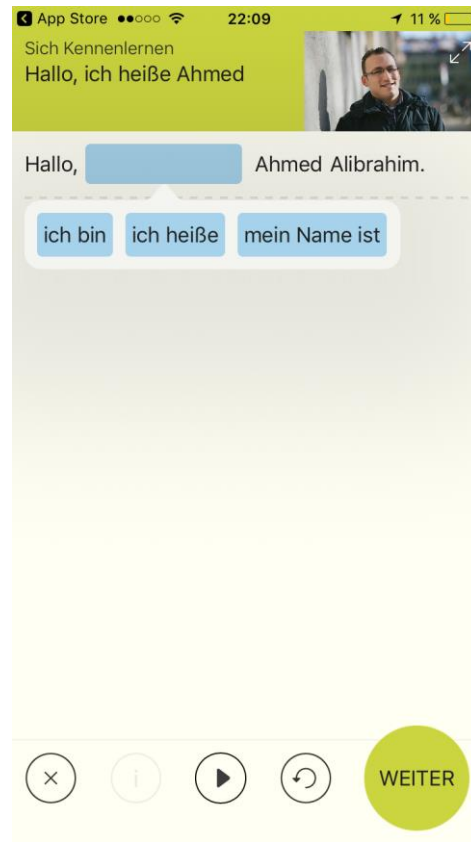 App Store 22:09 11 %
Sich Kennenlernen
Hallo, ich heiße Ahmed
Hallo, Ahmed Alibrahim.
ich bin ich heiße mein Name ist
i WEITER